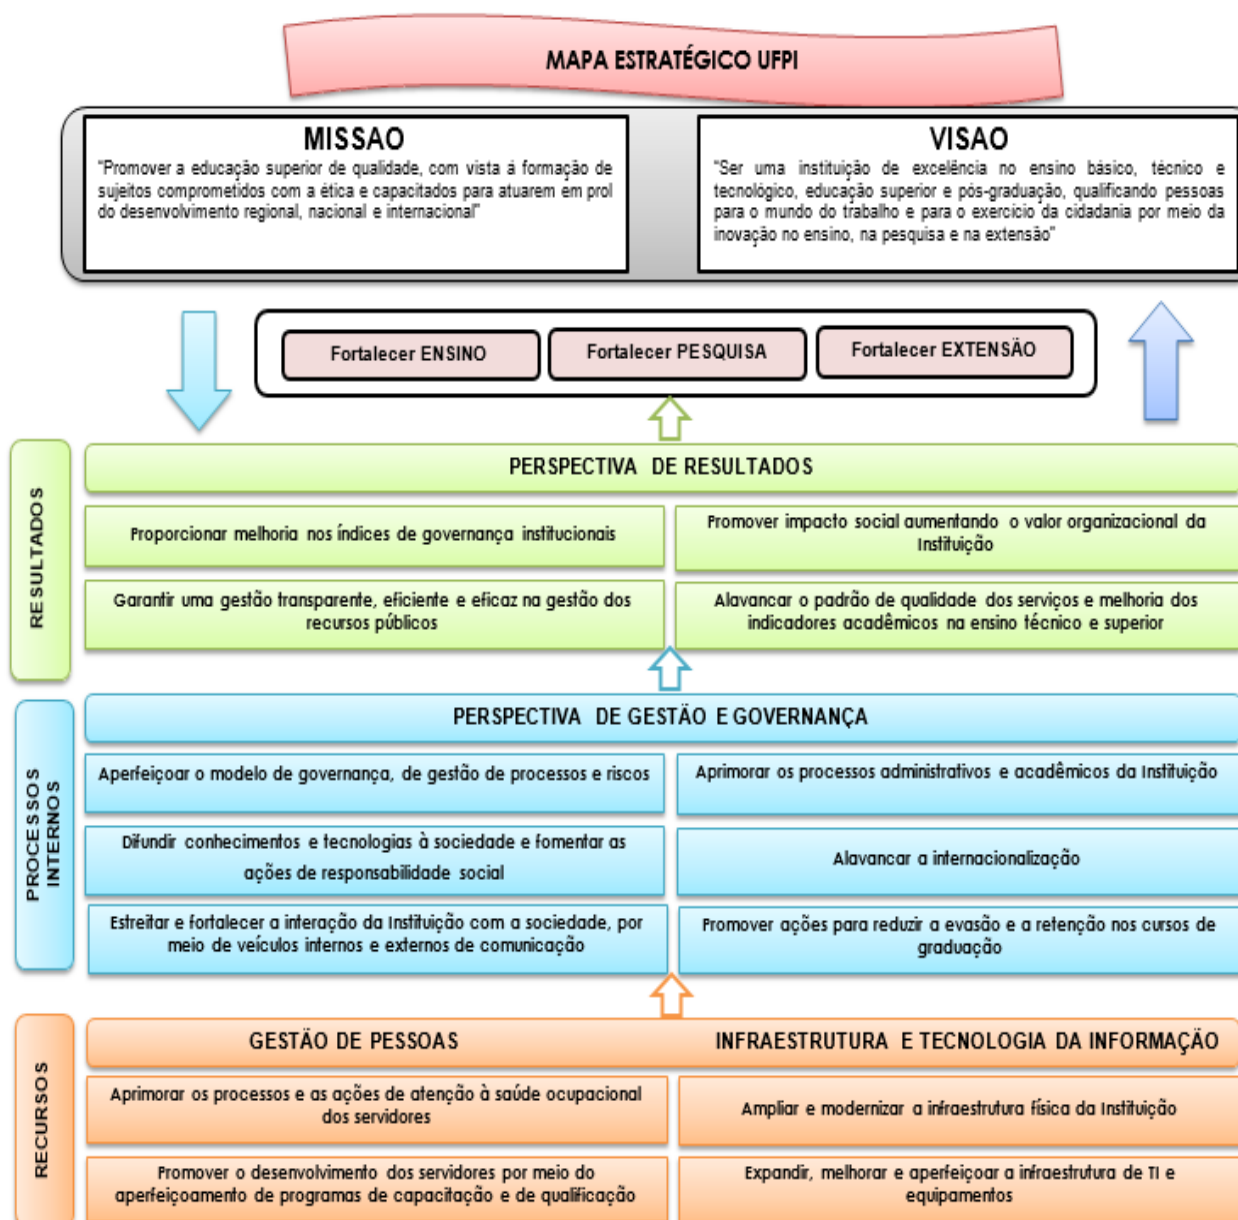 MAPA ESTRATÉGICO UFPI
MISSAO
"Promover a educação superior de qualidade, com vista á formação de
sujeitos comprometidos com a ética e capacitados para atuarem em prol
do desenvolvimento regional, nacional e internacional"
VISAO
"Ser uma instituição de excelência no ensino básico, técnico e
tecnológico, educação superior e pós-graduação, qualificando pessoas
para o mundo do trabalho e para o exercicio da cidadania por meio da
inovação no ensino, na pesquisa e na extensão"
Fortalecer ENSINO
Fortalecer PESQUISA
Fortalecer EXTENSÃO
RESULTADOS
PERSPECTIVA DE RESULTADOS
Proporcionar melhoria nos índices de governança institucionais
Promover impacto social aumentando o valor organizacional da
Instituição
Garantir uma gestão transparente, eficiente e eficaz na gestão dos
recursos públicos
Alavancar o padrão de qualidade dos serviços e melhoria dos
indicadores acadêmicos na ensino técnico e superior
PROCESSOS
INTERNOS
PERSPECTIVA DE GESTÃO E GOVERNANÇA
Aperfeiçoar o modelo de governança, de gestão de processos e riscos
Aprimorar os processos administrativos e acadêmicos da Instituição
Difundir conhecimentos e tecnologias à sociedade e fomentar as
ações de responsabilidade social
Alavancar a internacionalização
Estreitar e fortalecer a interação da Instituição com a sociedade, por
meio de veículos internos e externos de comunicação
Promover ações para reduzir a evasão e a retenção nos cursos de
graduação
RECURSOS
GESTÃO DE PESSOAS
INFRAESTRUTURA E TECNOLOGIA DA INFORMAÇÃO
Aprimorar os processos e as ações de atenção à saúde ocupacional
dos servidores
Ampliar e modernizar a infraestrutura física da Instituição
Promover o desenvolvimento dos servidores por meio do
aperfeiçoamento de programas de capacitação e de qualificação
Expandir, melhorar e aperfeiçoar a infraestrutura de TI e
equipamentos